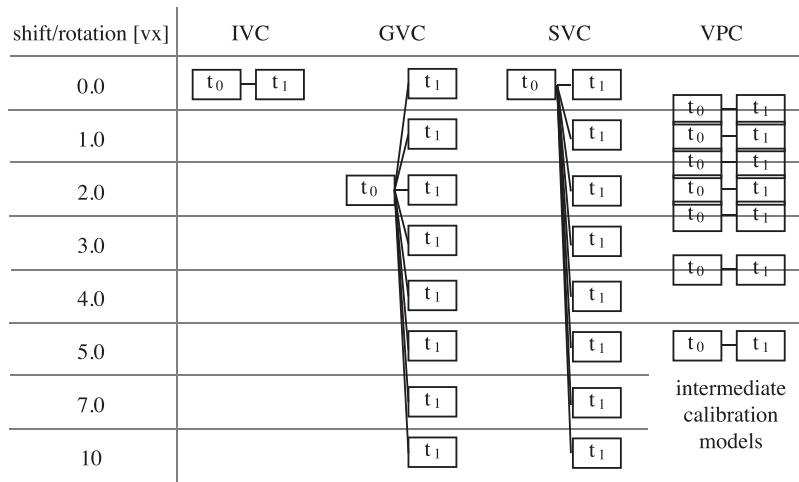 shift/rotation [vx] IVC GVC SVC VPC
0.0 t0 t1 t1 t0 t1
t0 t1
1.0 t1 t1
t0 t1
t0 t1
2.0 t0 t1 t1 t0 t1
t0 t1
3.0 t1 t1
t0 t1
4.0 t1 t1
5.0 t1 t1 t0 t1
intermediate
7.0 t1 t1
calibration
models
10 t1 t1